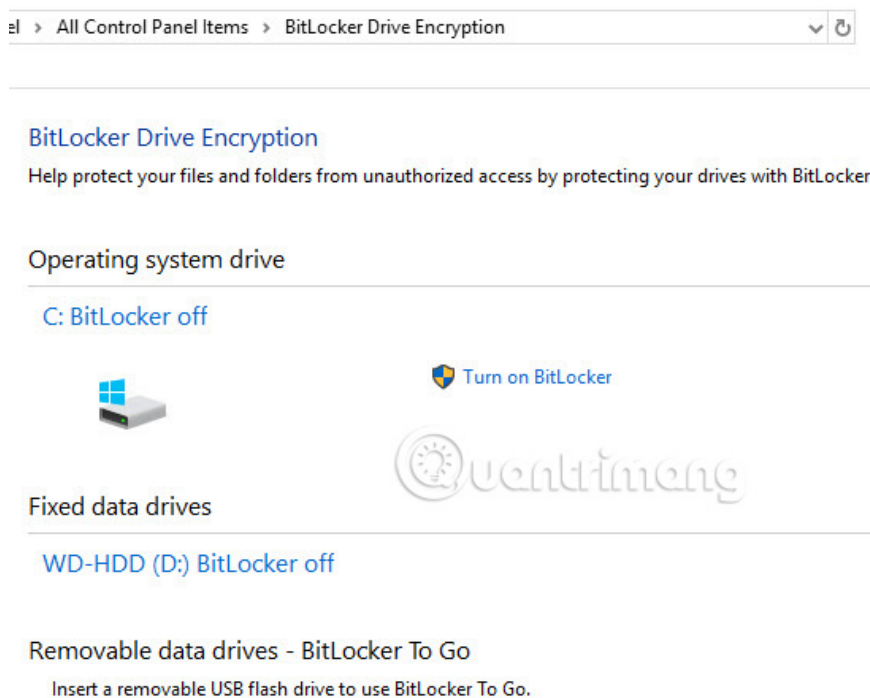 el > All Control Panel Items > BitLocker Drive Encryption
BitLocker Drive Encryption
Help protect your files and folders from unauthorized access by protecting your drives with BitLocker
Operating system drive
C: BitLocker off
Turn on BitLocker
Quantrimang
Fixed data drives
WD-HDD (D:) BitLocker off
Removable data drives - BitLocker To Go
Insert a removable USB flash drive to use BitLocker To Go.